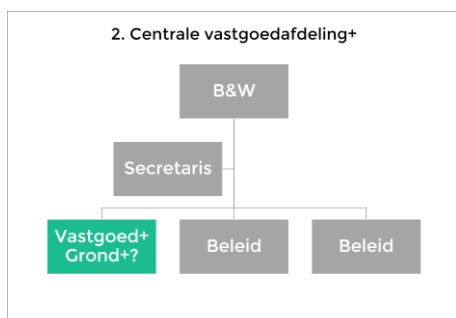 2. Centrale vastgoedafdeling+
B&W
Secretaris
Vastgoed+
Grond+?
Beleid
Beleid